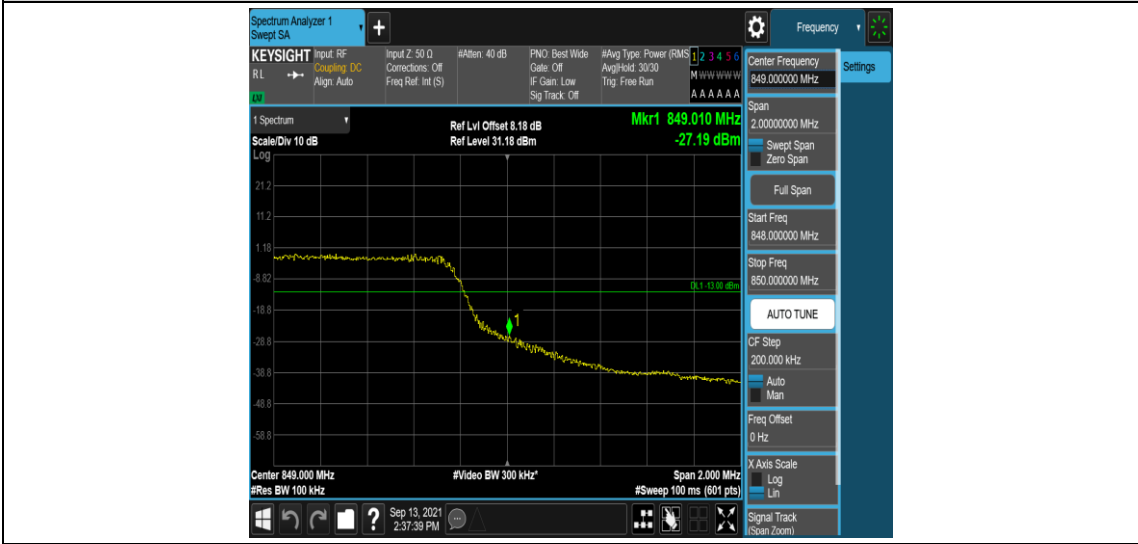 Spectrum Analyzer 1
Swept SA
+
Frequency
KEYSIGHT
RL
LM
Input: RF
Coupling: DC
Align: Auto
Input Z: 50 Ω
Corrections: Off
Freq Ref: Int (S)
#Atten: 40 dB
PNO: Best Wide
Gate: Off
IF Gain: Low
Sig Track: Off
#Avg Type: Power (RMS
Avg|Hold: 30/30
Trig: Free Run
1 2 3 4 5 6
M W W W W W
A A A A A A
Center Frequency
849.000000 MHz
Settings
Span
2.00000000 MHz
Swept Span
Zero Span
Full Span
Start Freq
848.000000 MHz
Stop Freq
850.000000 MHz
AUTO TUNE
CF Step
200.000 kHz
Auto
Man
Freq Offset
0 Hz
X Axis Scale
Log
Lin
Signal Track
(Span Zoom)
1 Spectrum
Scale/Div 10 dB
Log
Ref Lvl Offset 8.18 dB
Ref Level 31.18 dBm
Mkr1 849.010 MHz
-27.19 dBm
21.2
11.2
1.18
-8.82
DL1 -13.00 dBm
-18.8
1
-28.8
-38.8
-48.8
-58.8
Center 849.000 MHz
#Video BW 300 kHz*
Span 2.000 MHz
#Res BW 100 kHz
#Sweep 100 ms (601 pts)
?
Sep 13, 2021
2:37:39 PM